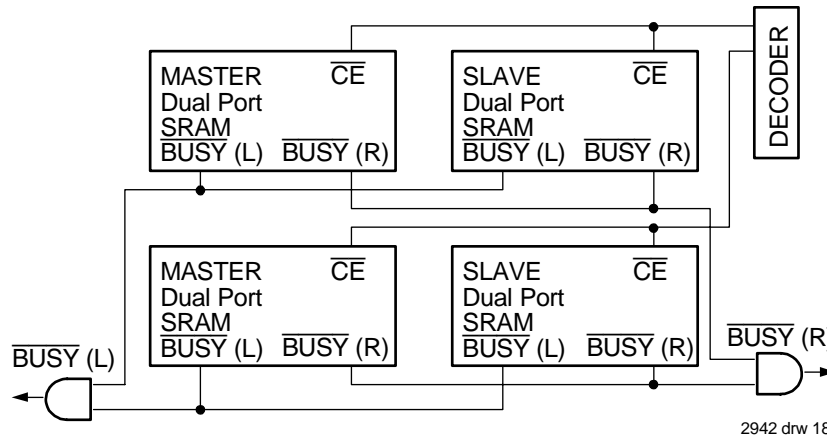 MASTER
Dual Port
SRAM
BUSY (L)
CE
BUSY (R)
SLAVE
Dual Port
SRAM
BUSY (L)
CE
BUSY (R)
DECODER
MASTER
Dual Port
SRAM
BUSY (L)
CE
BUSY (R)
SLAVE
Dual Port
SRAM
BUSY (L)
CE
BUSY (R)
BUSY (L)
BUSY (R
2942 drw 18